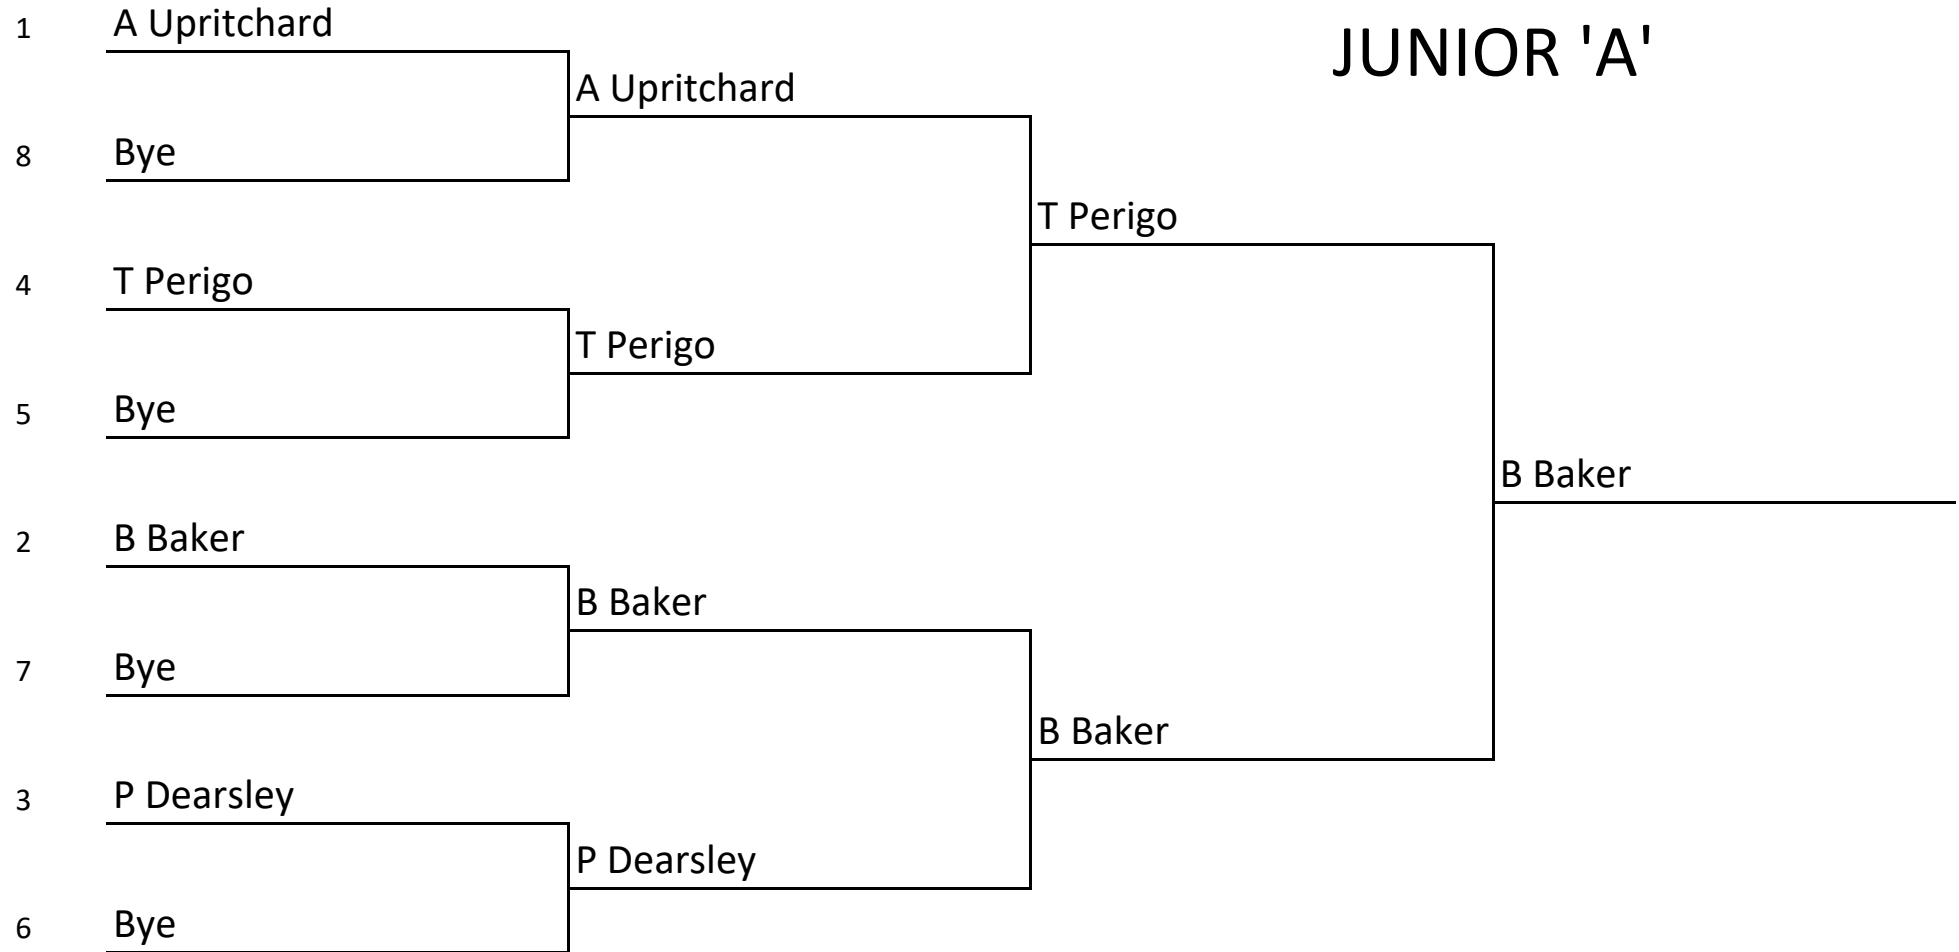 JUNIOR 'A'
1 A Upritchard
A Upritchard
8 Bye
T Perigo
4 T Perigo
T Perigo
5 Bye
B Baker
2 B Baker
B Baker
7 Bye
B Baker
3 P Dearsley
P Dearsley
6 Bye